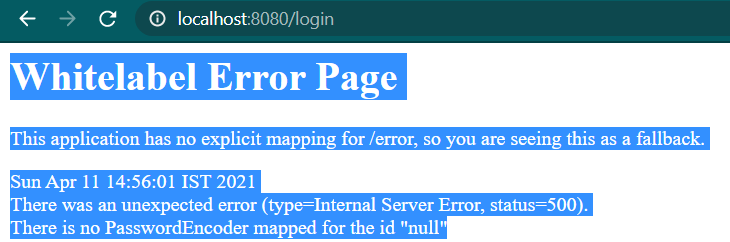 localhost:8080/login
Whitelabel Error Page
This application has no explicit mapping for /error, so you are seeing this as a fallback.
Sun Apr 11 14:56:01 IST 2021
There was an unexpected error (type=Internal Server Error, status=500).
There is no PasswordEncoder mapped for the id "null"